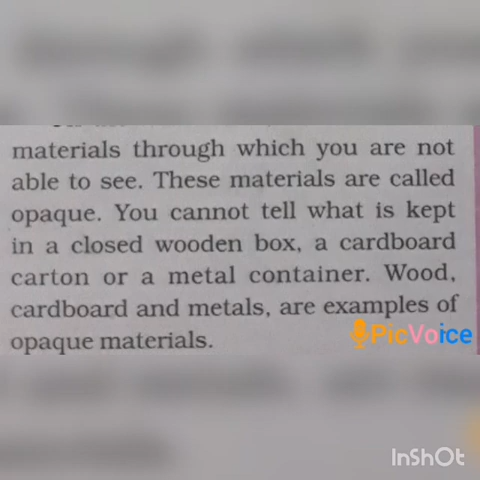 materials through which you are not
able to see. These materials are called
opaque. You cannot tell what is kept
in a closed wooden box, a cardboard
carton or a metal container. Wood,
cardboard and metals, are examples of
opaque materials.
PicVoice
InShOt